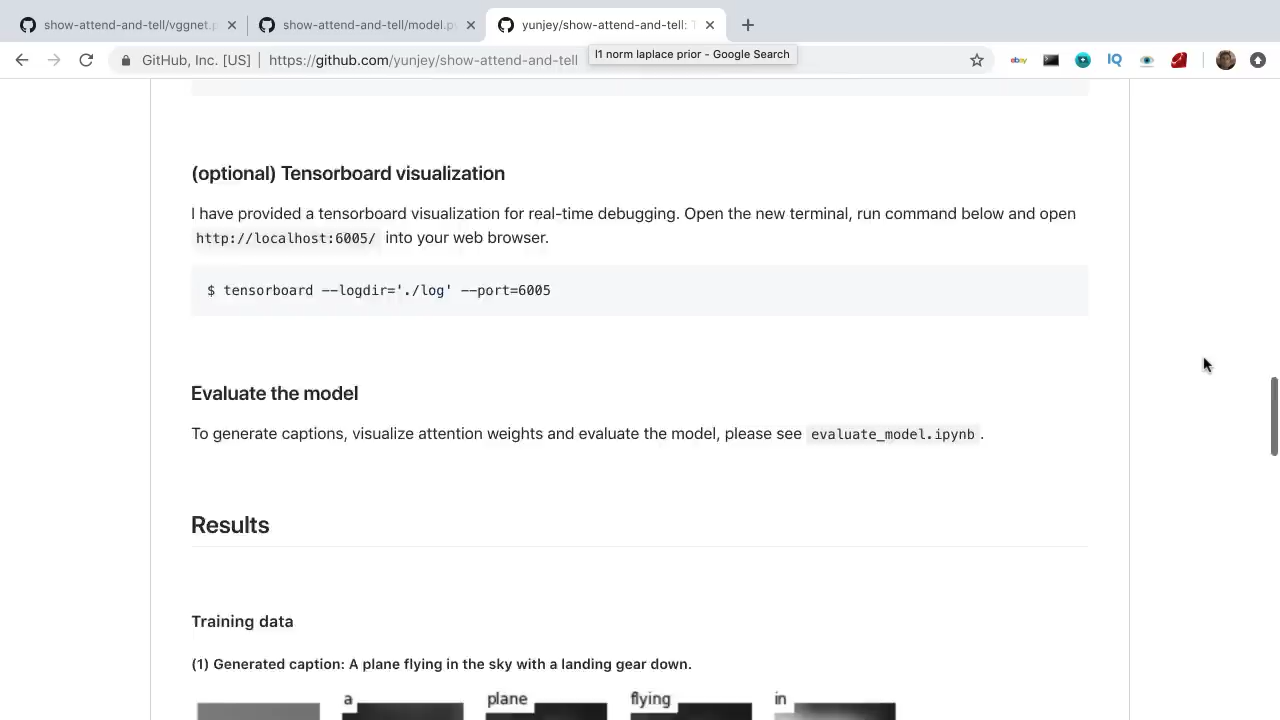 show-attend-and-tell/vggnet.p
show-attend-and-tell/model.py
yunjey/show-attend-and-tell: T
GitHub, Inc. [US] | https://github.com/yunjey/show-attend-and-tell
l1 norm laplace prior - Google Search
ebay
IQ
(optional) Tensorboard visualization
I have provided a tensorboard visualization for real-time debugging. Open the new terminal, run command below and open
http://localhost:6005/ into your web browser.
$ tensorboard --logdir='./log' --port=6005
Evaluate the model
To generate captions, visualize attention weights and evaluate the model, please see evaluate_model.ipynb .
Results
Training data
(1) Generated caption: A plane flying in the sky with a landing gear down.
a plane flying in